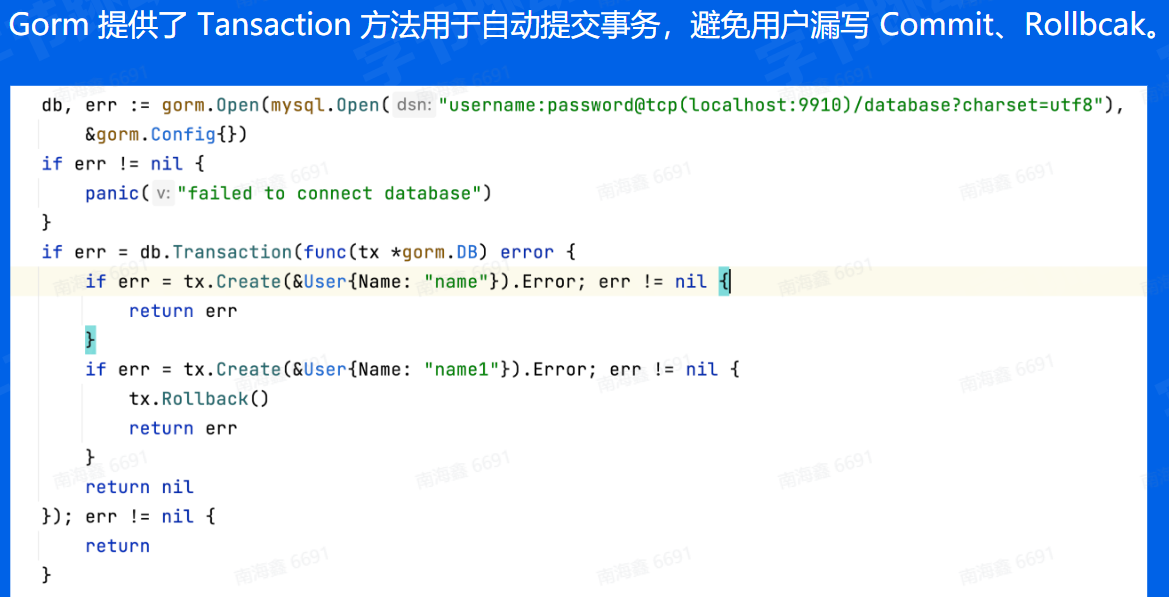 Gorm 提供了 Tansaction 方法用于自动提交事务，避免用户漏写 Commit、Rollbcak。
db, err := gorm.Open(mysql.Open( dsn: "username:password@tcp(localhost:9910)/database?charset=utf8"),
&gorm.Config{})
if err != nil {
panic( v: "failed to connect database")
}
if err = db.Transaction(func(tx *gorm.DB) error {
if err = tx.Create(&User{Name: "name"}).Error; err != nil {
return err
}
if err = tx.Create(&User{Name: "name1"}).Error; err != nil {
tx.Rollback()
return err
}
return nil
}); err != nil {
return
}
南海鑫 6691